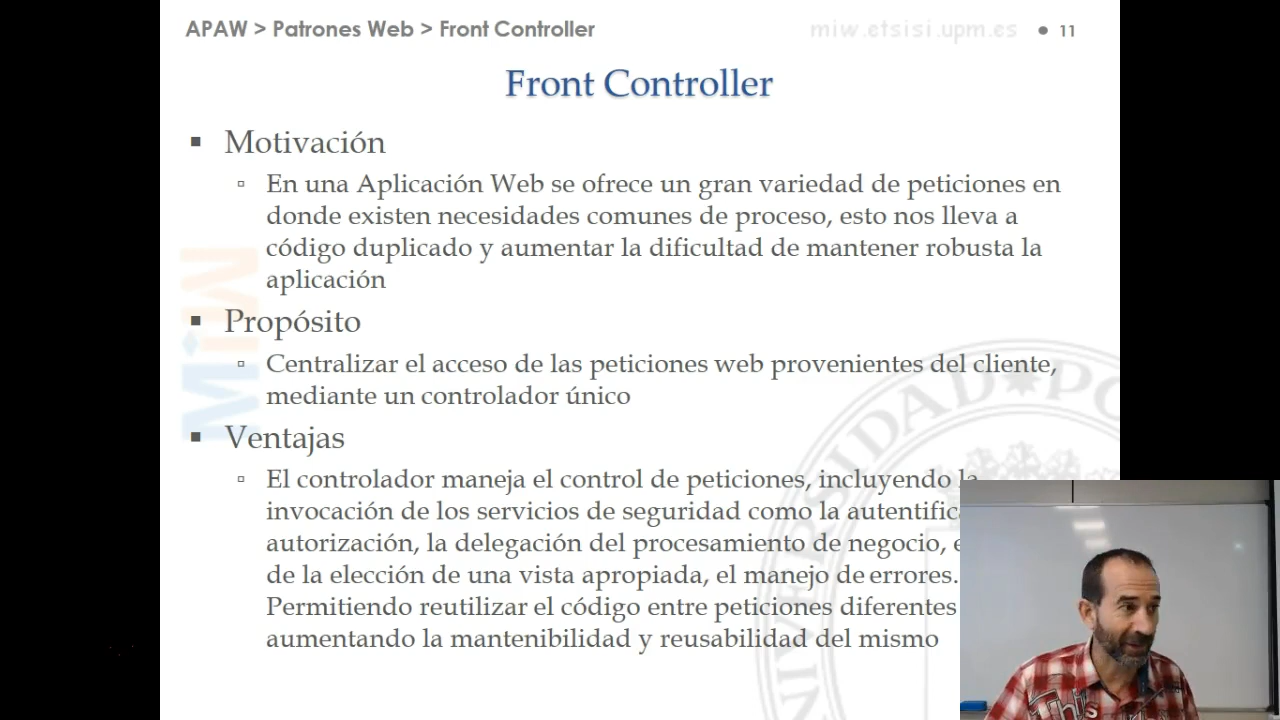 APAW > Patrones Web > Front Controller
miw.etsisi.upm.es
11
Front Controller
Motivación
En una Aplicación Web se ofrece un gran variedad de peticiones en
donde existen necesidades comunes de proceso, esto nos lleva a
código duplicado y aumentar la dificultad de mantener robusta la
aplicación
Propósito
Centralizar el acceso de las peticiones web provenientes del cliente,
mediante un controlador único
Ventajas
El controlador maneja el control de peticiones, incluyendo la
invocación de los servicios de seguridad como la
autorización, la delegación del procesamiento de negocio,
de la elección de una vista apropiada, el manejo de errores.
Permitiendo reutilizar el código entre peticiones diferentes
aumentando la mantenibilidad y reusabilidad del mismo
MiW
UNIVERSIDAD
This